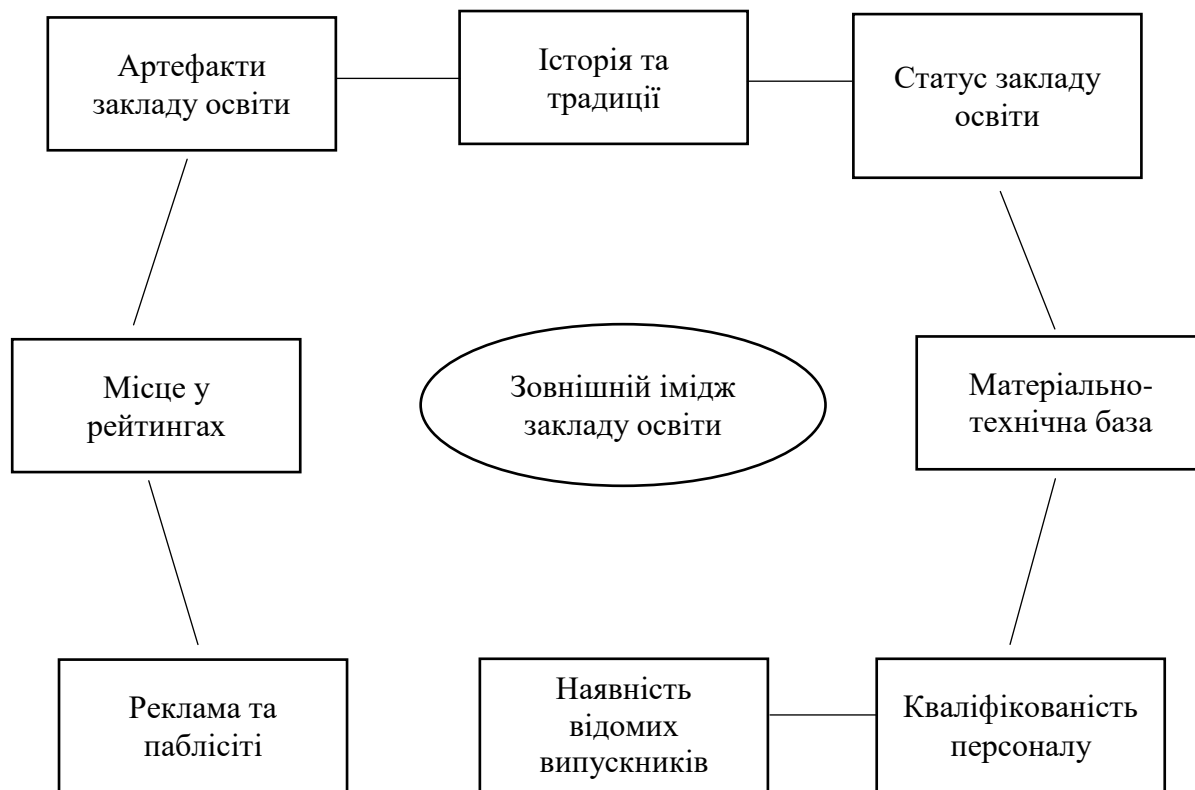 Артефакти
закладу освіти
Історія та
традиції
Статус закладу
освіти
Місце у
рейтингах
Зовнішній імідж
закладу освіти
Матеріально-
технічна база
Реклама та
паблісіті
Наявність
відомих
випускників
Кваліфікованість
персоналу